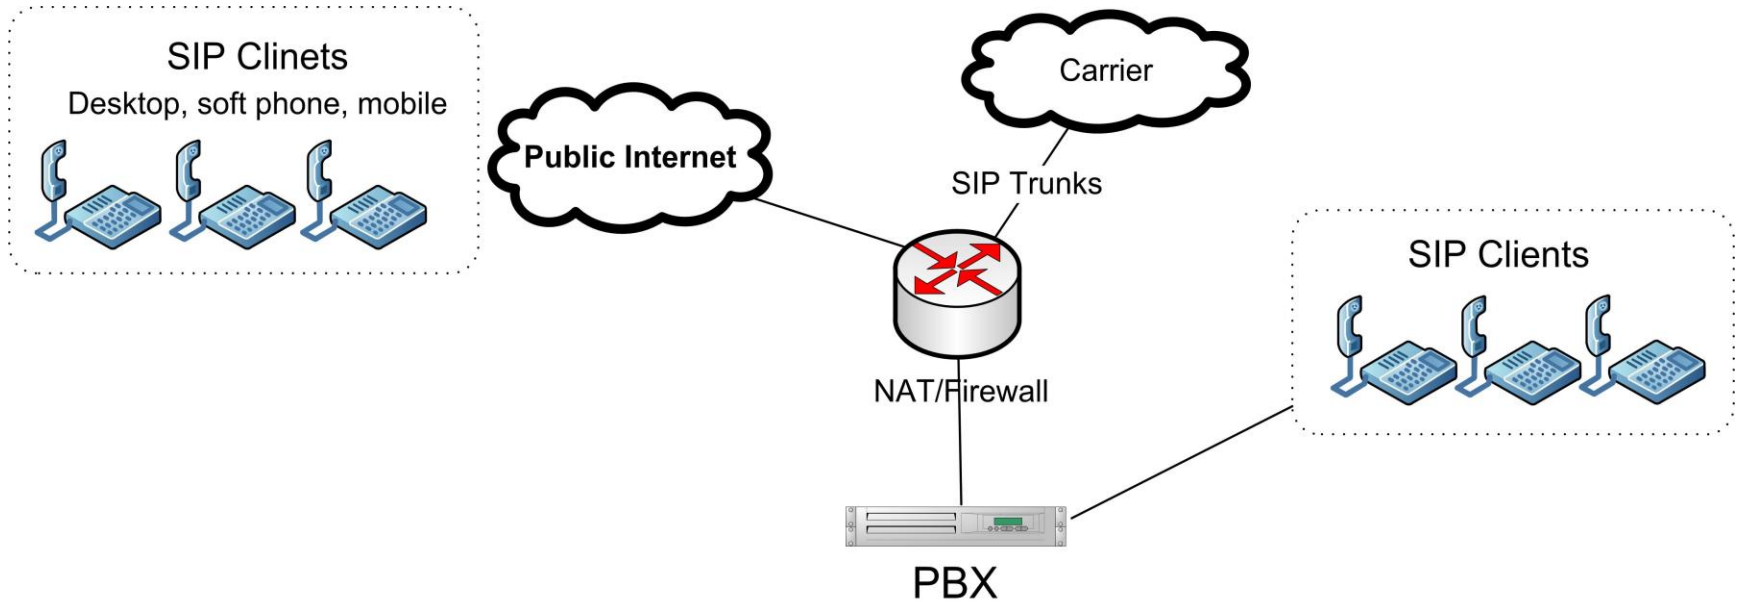 SIP Clinets
Desktop, soft phone, mobile
Public Internet
Carrier
SIP Trunks
NAT/Firewall
SIP Clients
PBX